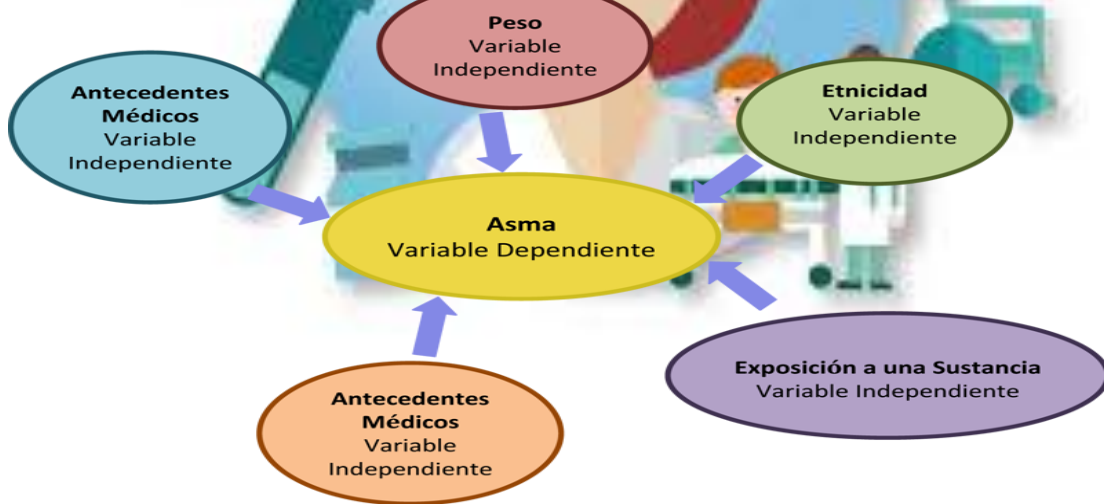 Peso
Variable
Independiente
Antecedentes
Médicos
Variable
Independiente
Etnicidad
Variable
Independiente
Asma
Variable Dependiente
Exposición a una Sustancia
Variable Independiente
Antecedentes
Médicos
Variable
Independiente